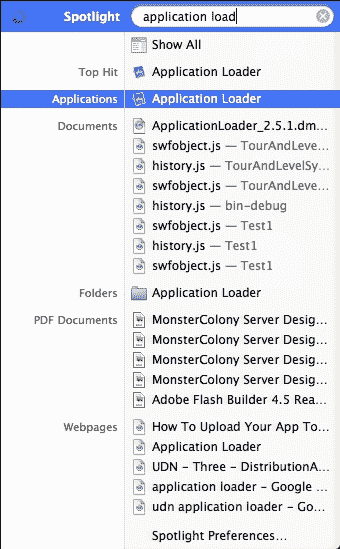 Spotlight application load
Show All
Top Hit Application Loader
Applications Application Loader
Documents ApplicationLoader_2.5.1.dm...
swfobject.js — TourAndLeve...
history.js — TourAndLevelSy...
swfobject.js — TourAndLeve...
history.js — bin-debug
swfobject.js — Test1
history.js — Test1
swfobject.js — Test1
Folders Application Loader
PDF Documents MonsterColony Server Desig...
MonsterColony Server Desig...
MonsterColony Server Desig...
MonsterColony Server Desig...
Adobe Flash Builder 4.5 Rea...
Webpages How To Upload Your App To...
Application Loader
UDN - Three - DistributionA...
application loader - Google ...
udn application loader - Go...
Spotlight Preferences...